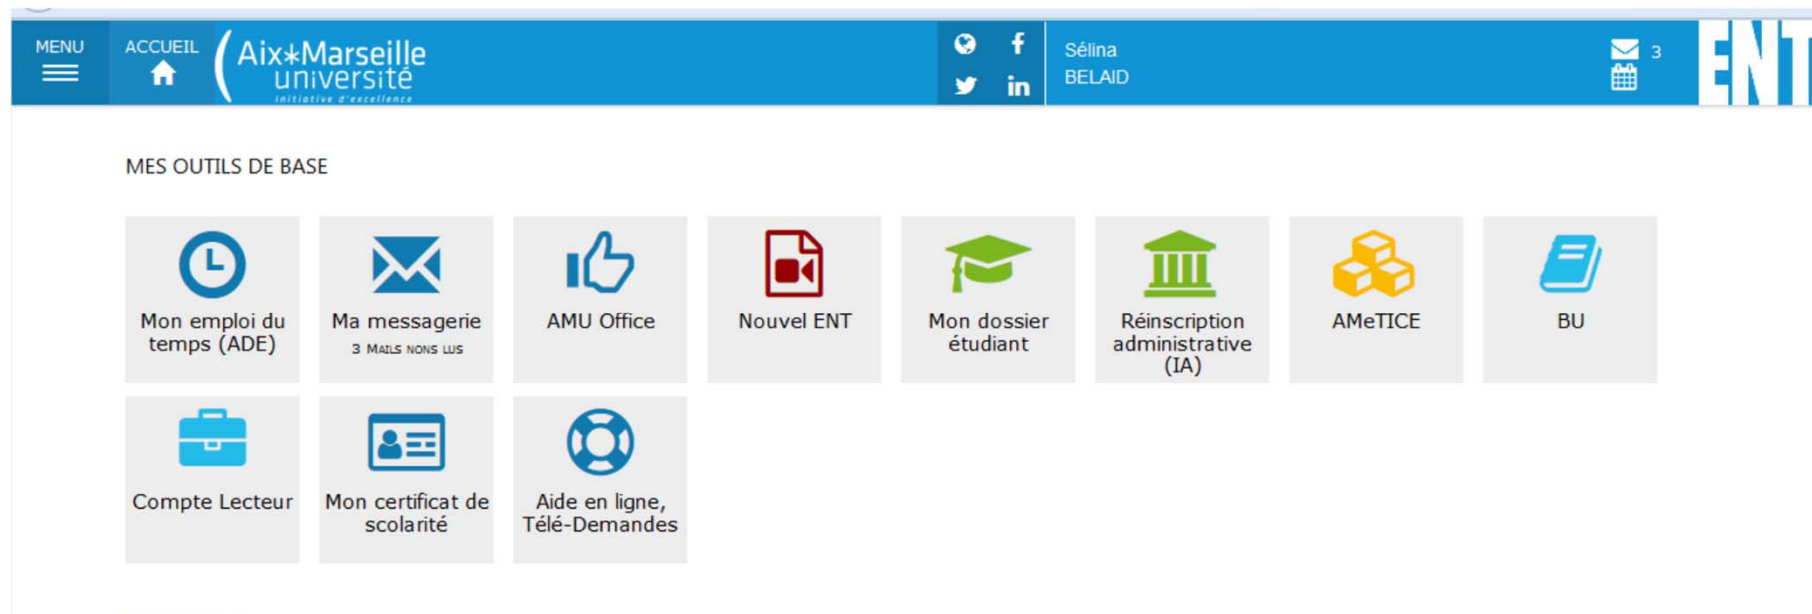 MENU
ACCUEIL
Aix*Marseille
université
Initiative d'excellence
Sélina
BELAID
3
ENT
MES OUTILS DE BASE
Mon emploi du
temps (ADE)
Ma messagerie
3 MAILS NONS LUS
AMU Office
Nouvel ENT
Mon dossier
étudiant
Réinscription
administrative
(IA)
AMeTICE
BU
Compte Lecteur
Mon certificat de
scolarité
Aide en ligne,
Télé-Demandes